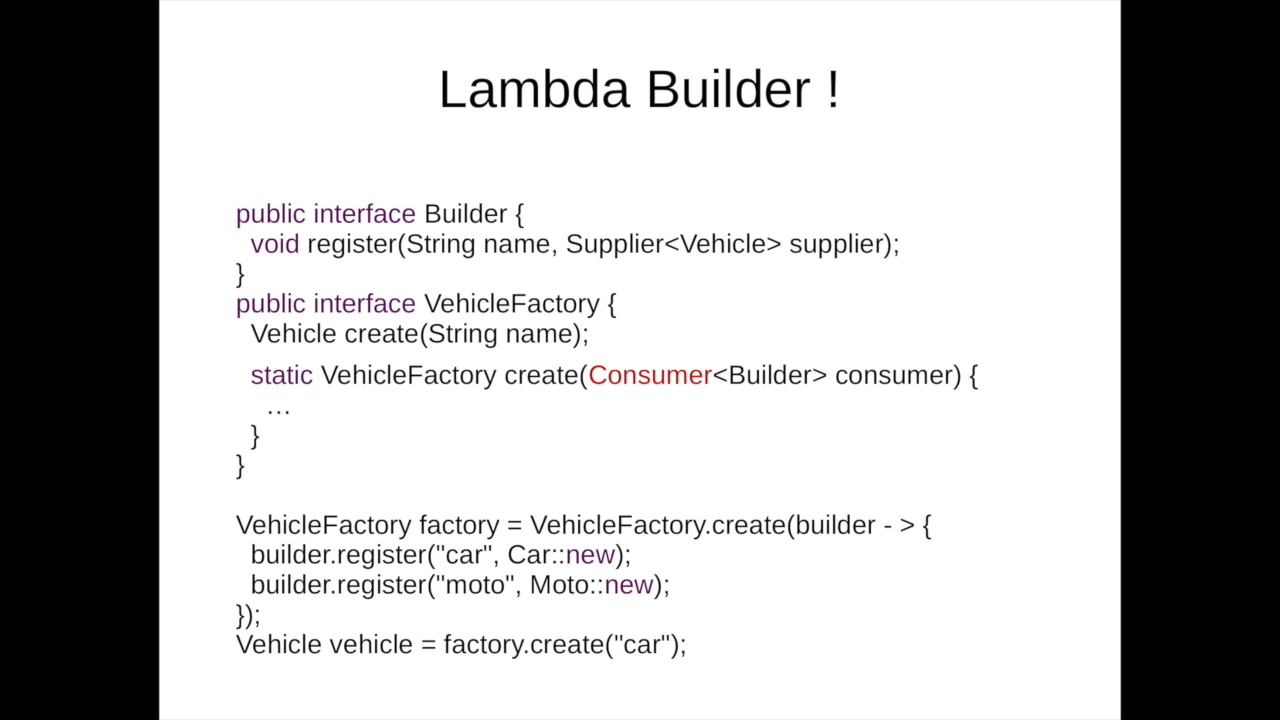 Lambda Builder !
public interface Builder {
void register(String name, Supplier<Vehicle> supplier);
}
public interface VehicleFactory {
Vehicle create(String name);
static VehicleFactory create(Consumer<Builder> consumer) {
…
}
}
VehicleFactory factory = VehicleFactory.create(builder - > {
builder.register("car", Car::new);
builder.register("moto", Moto::new);
});
Vehicle vehicle = factory.create("car");